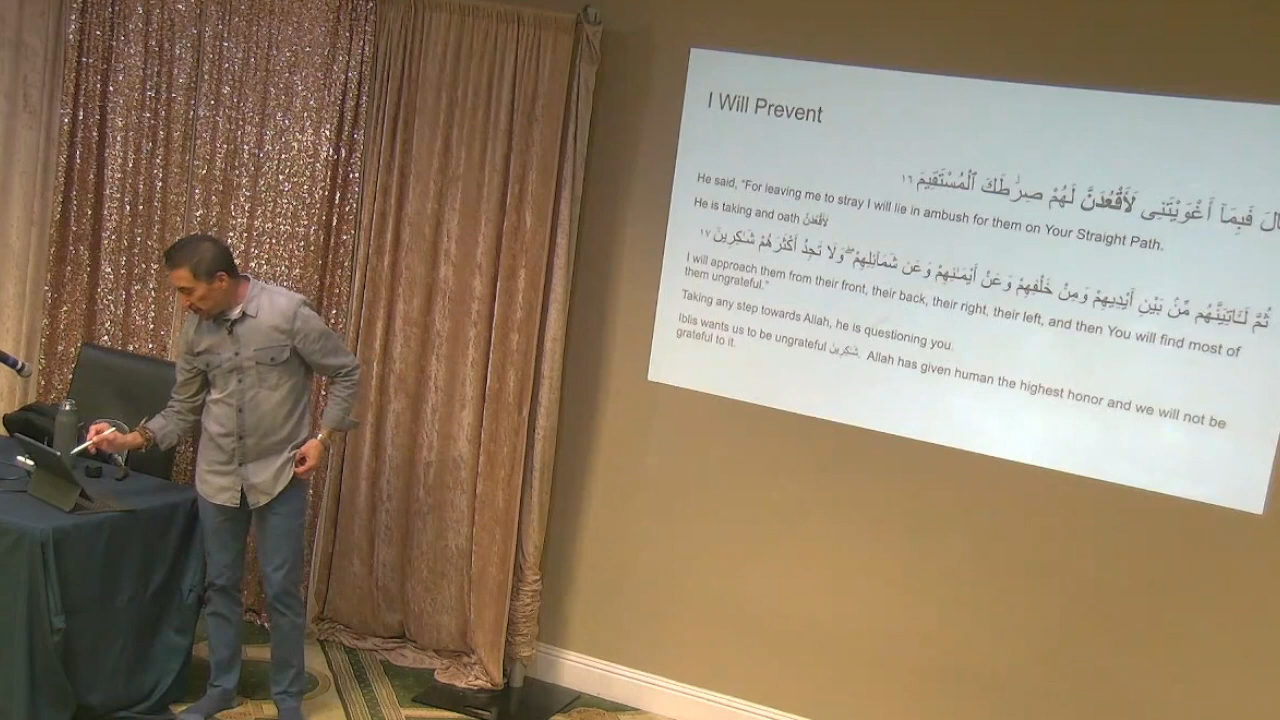 I Will Prevent
الَ فَبِمَآ أَغْوَيْتَنِى لَأَقْعُدَنَّ لَهُمْ صِرَٰطَكَ ٱلْمُسْتَقِيمَ ١٦
He said, "For leaving me to stray I will lie in ambush for them on Your Straight Path.
He is taking and oath لَأَقْعُدَنَّ
ثُمَّ لَـَٔاتِيَنَّهُم مِّنۢ بَيْنِ أَيْدِيهِمْ وَمِنْ خَلْفِهِمْ وَعَنْ أَيْمَـٰنِهِمْ وَعَن شَمَآئِلِهِمْ ۖ وَلَا تَجِدُ أَكْثَرَهُمْ شَـٰكِرِينَ ١٧
I will approach them from their front, their back, their right, their left, and then You will find most of
them ungrateful."
Taking any step towards Allah, he is questioning you.
Iblis wants us to be ungrateful شَـٰكِرِينَ. Allah has given human the highest honor and we will not be
grateful to it.